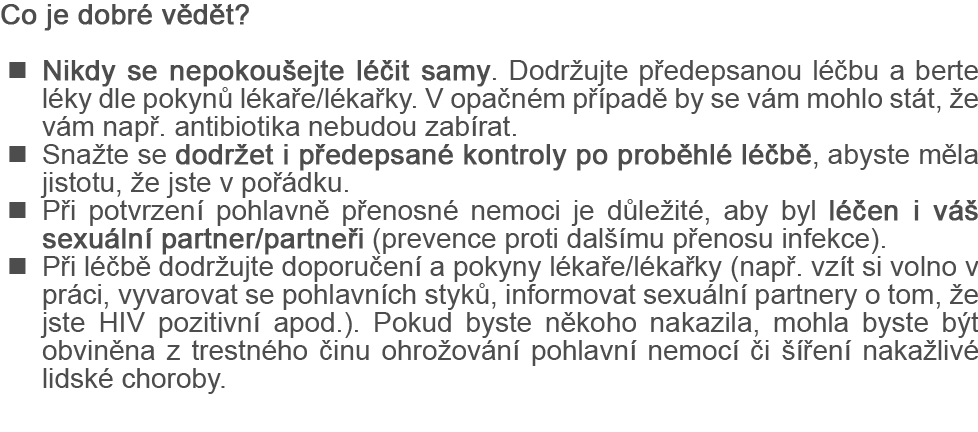 Co je dobré vědět?
■ Nikdy se nepokoušejte léčit samy. Dodržujte předepsanou léčbu a berte
léky dle pokynů lékaře/lékařky. V opačném případě by se vám mohlo stát, že
vám např. antibiotika nebudou zabírat.
■ Snažte se dodržet i předepsané kontroly po proběhlé léčbě, abyste měla
jistotu, že jste v pořádku.
■ Při potvrzení pohlavně přenosné nemoci je důležité, aby byl léčen i váš
sexuální partner/partneři (prevence proti dalšímu přenosu infekce).
■ Při léčbě dodržujte doporučení a pokyny lékaře/lékařky (např. vzít si volno v
práci, vyvarovat se pohlavních styků, informovat sexuální partnery o tom, že
jste HIV pozitivní apod.). Pokud byste někoho nakazila, mohla byste být
obviněna z trestného činu ohrožování pohlavní nemocí či šíření nakažlivé
lidské choroby.